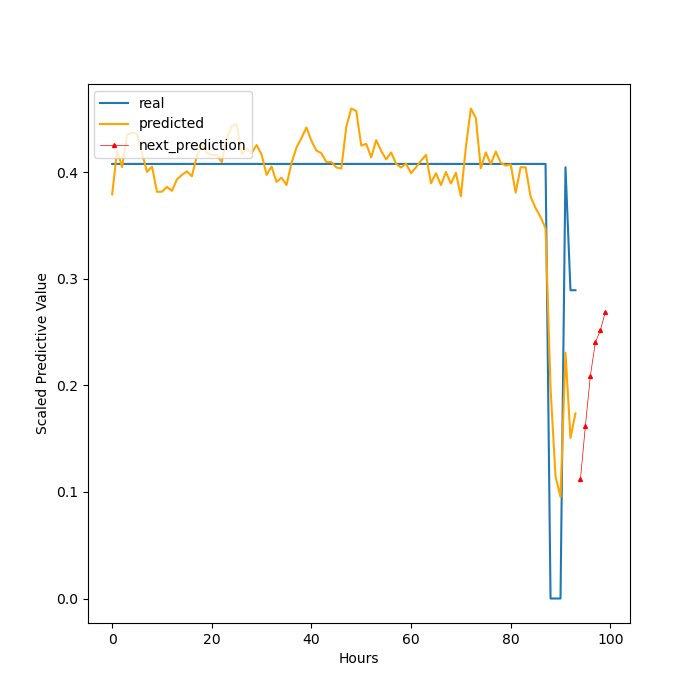 real
predicted
next_prediction
0.4
0.3
0.2
0.1
0.0
Scaled Predictive Value
0 20 40 60 80 100
Hours